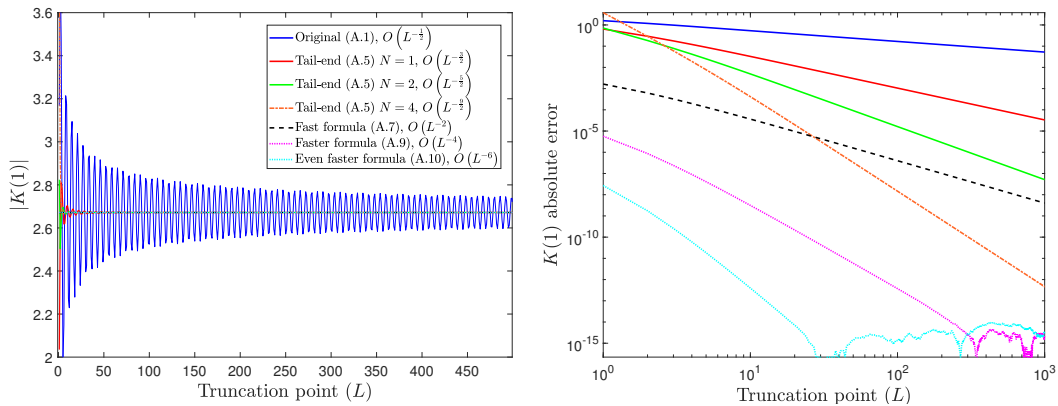 3.6
3.4
3.2
3
2.8
2.6
2.4
2.2
2
|K(1)|
0 50 100 150 200 250 300 350 400 450
Truncation point (L)
Original (A.1), O(L^{-1/2})
Tail-end (A.5) N = 1, O(L^{-3/2})
Tail-end (A.5) N = 2, O(L^{-5/2})
Tail-end (A.5) N = 4, O(L^{-9/2})
Fast formula (A.7), O(L^{-2})
Faster formula (A.9), O(L^{-4})
Even faster formula (A.10), O(L^{-6})
10^0
10^{-5}
10^{-10}
10^{-15}
K(1) absolute error
10^0 10^1 10^2 10^3
Truncation point (L)